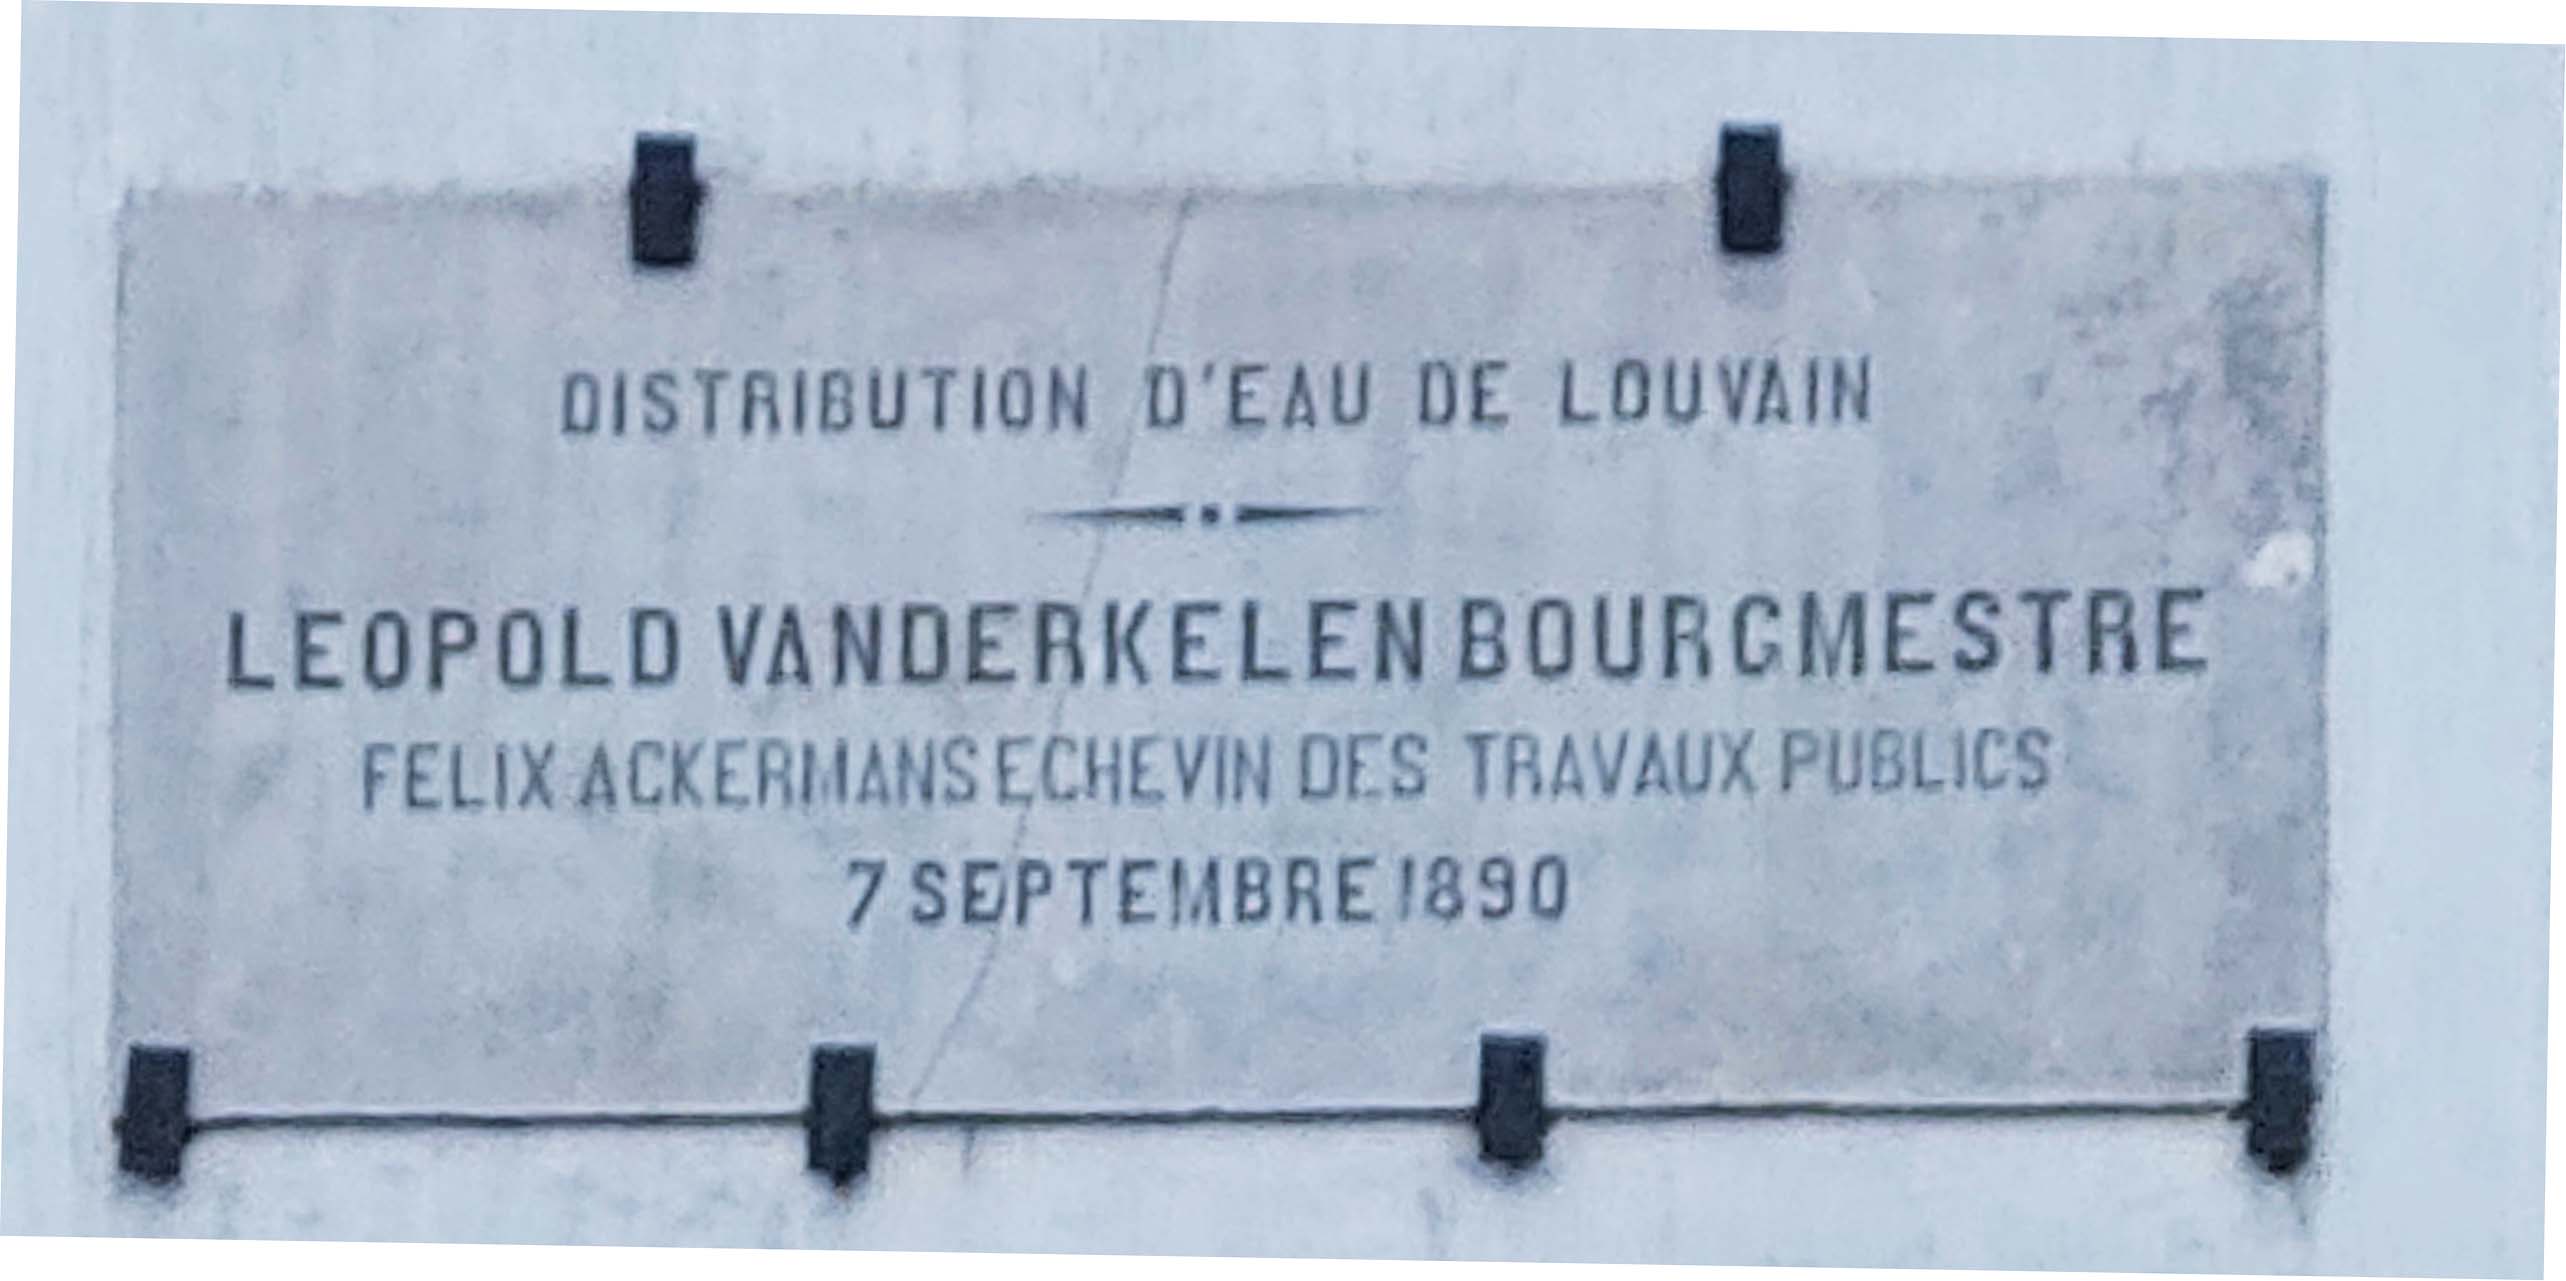 DISTRIBUTION D'EAU DE LOUVAIN
LEOPOLD VANDERKELEN BOURGMESTRE
FELIX ACKERMANS ECHEVIN DES TRAVAUX PUBLICS
7 SEPTEMBRE 1890